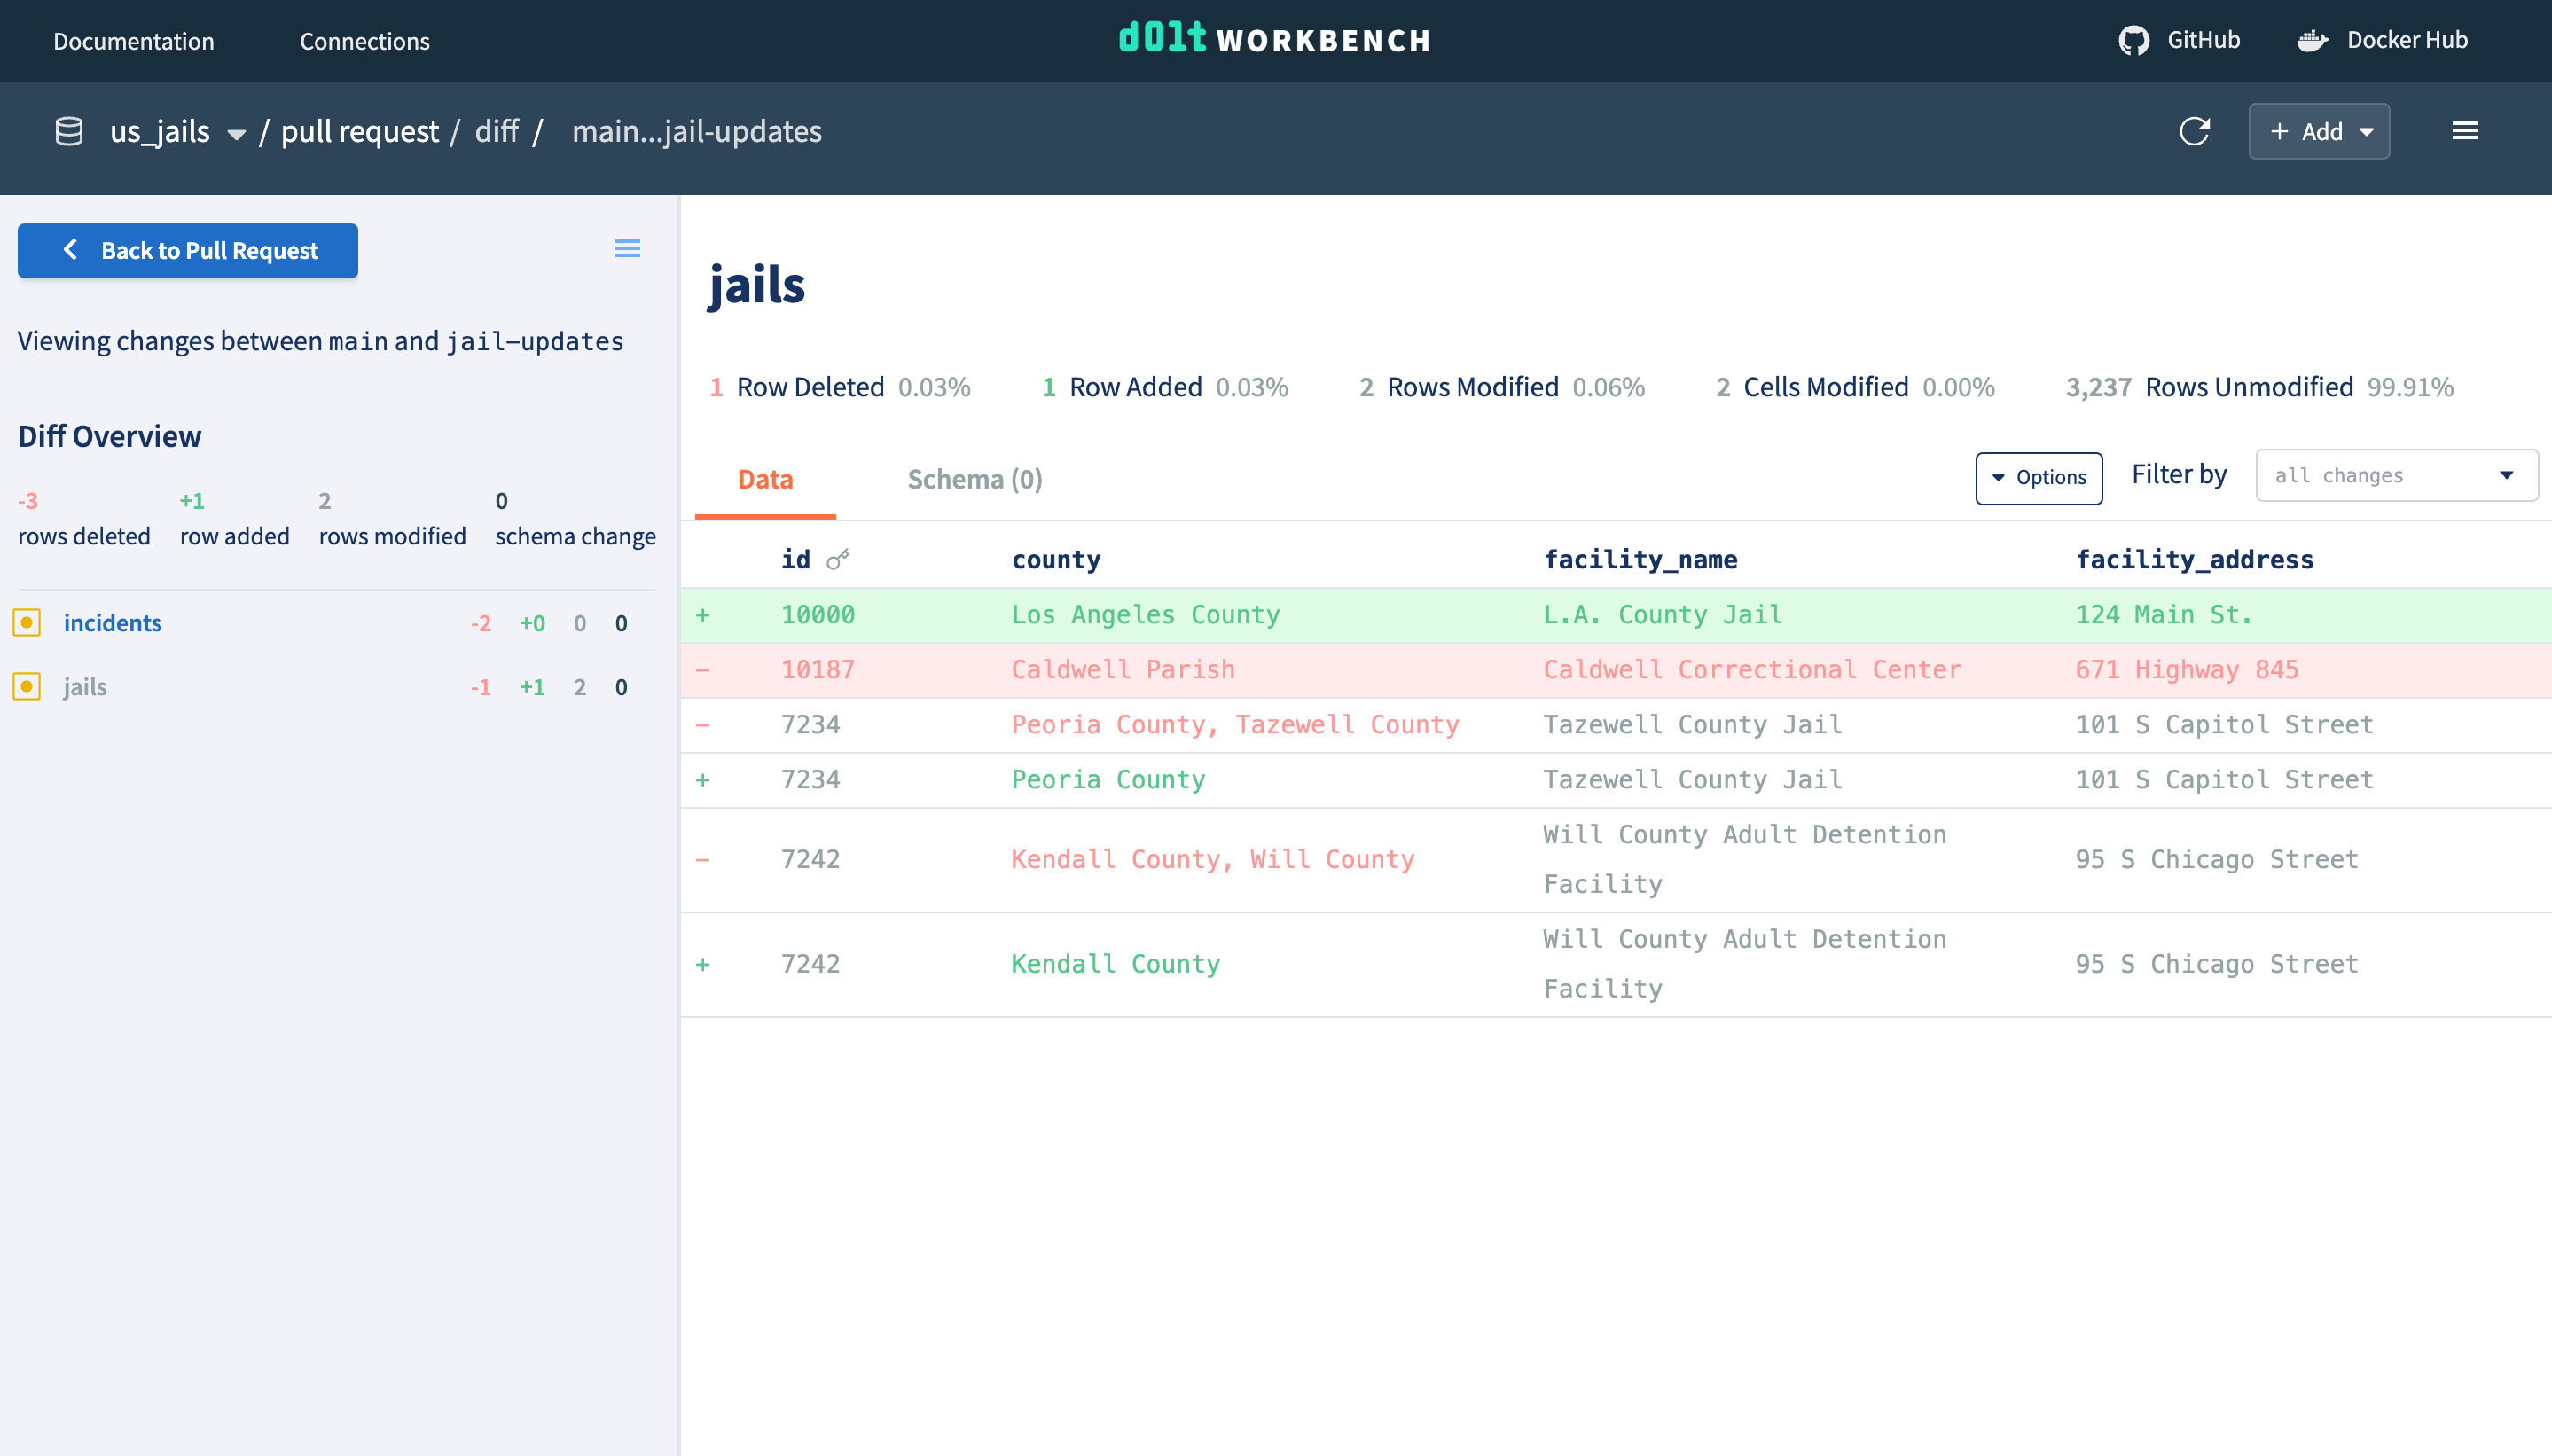 Documentation
Connections
dolt WORKBENCH
GitHub
Docker Hub
us_jails / pull request / diff / main...jail-updates
+ Add
Back to Pull Request
Viewing changes between main and jail-updates
Diff Overview
-3 +1 2 0
rows deleted row added rows modified schema change
incidents -2 +0 0 0
jails -1 +1 2 0
jails
1 Row Deleted 0.03% 1 Row Added 0.03% 2 Rows Modified 0.06% 2 Cells Modified 0.00% 3,237 Rows Unmodified 99.91%
Data Schema (0) Options Filter by all changes
id county facility_name facility_address
+ 10000 Los Angeles County L.A. County Jail 124 Main St.
− 10187 Caldwell Parish Caldwell Correctional Center 671 Highway 845
− 7234 Peoria County, Tazewell County Tazewell County Jail 101 S Capitol Street
+ 7234 Peoria County Tazewell County Jail 101 S Capitol Street
− 7242 Kendall County, Will County Will County Adult Detention 95 S Chicago Street
Facility
+ 7242 Kendall County Will County Adult Detention 95 S Chicago Street
Facility